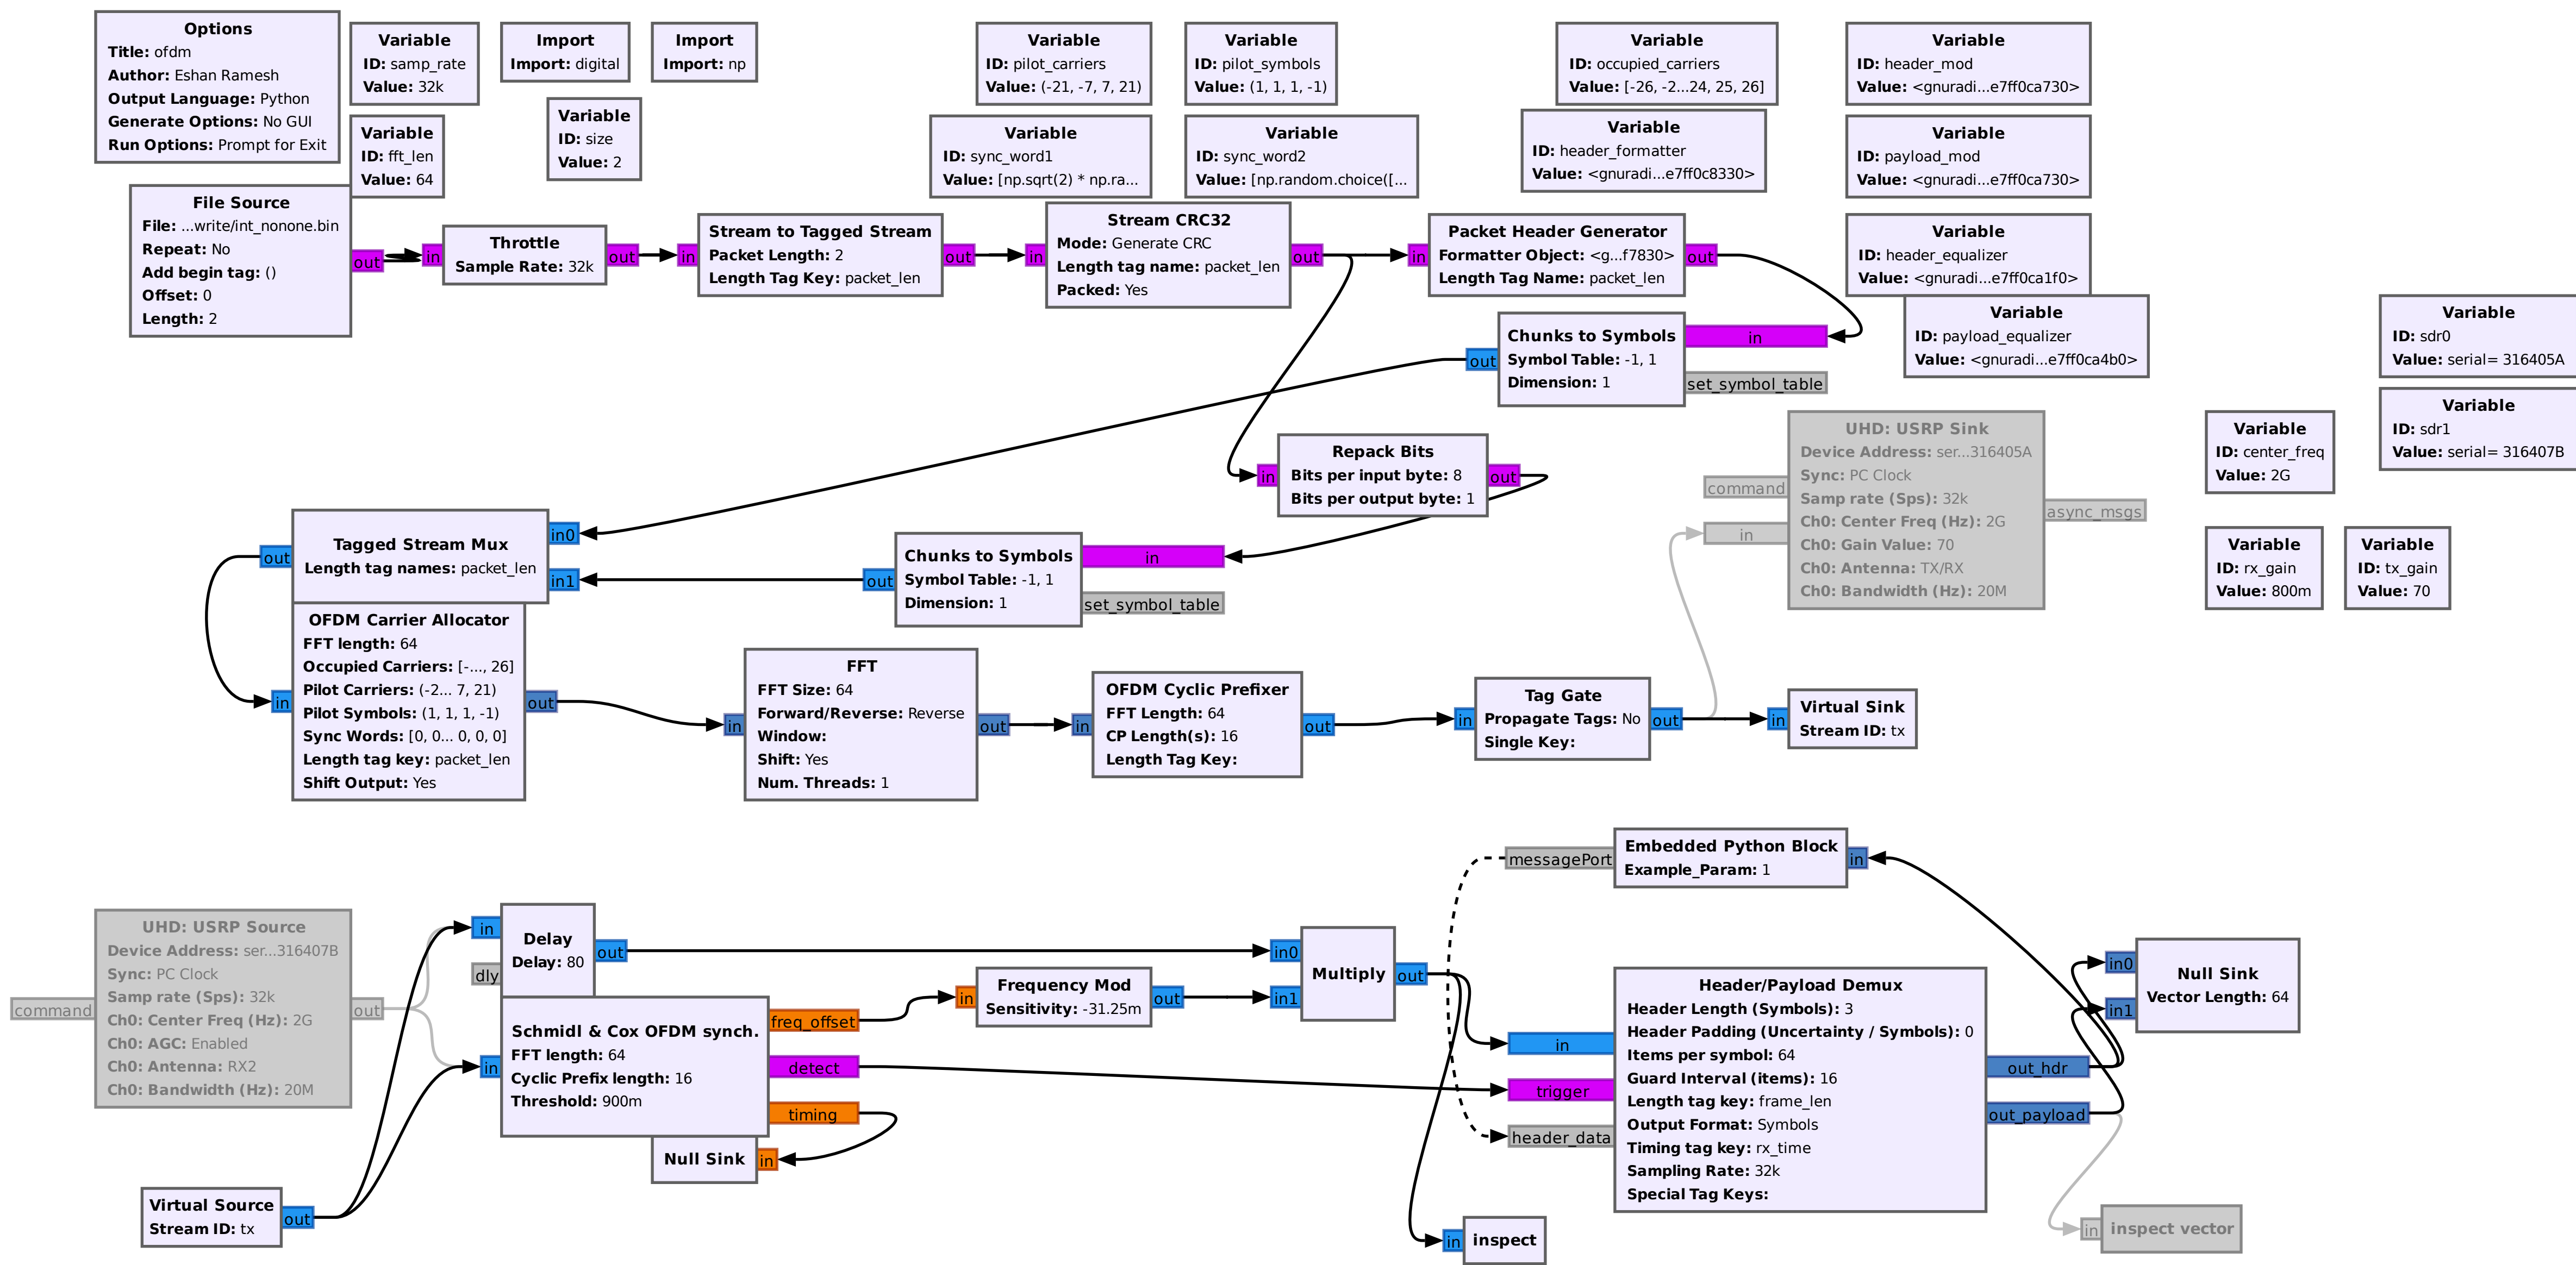 Options
Title: ofdm
Author: Eshan Ramesh
Output Language: Python
Generate Options: No GUI
Run Options: Prompt for Exit
Variable
ID: samp_rate
Value: 32k
Import
Import: digital
Import
Import: np
Variable
ID: pilot_carriers
Value: (-21, -7, 7, 21)
Variable
ID: pilot_symbols
Value: (1, 1, 1, -1)
Variable
ID: occupied_carriers
Value: [-26, -2...24, 25, 26]
Variable
ID: header_mod
Value: <gnuradi...e7ff0ca730>
Variable
ID: fft_len
Value: 64
Variable
ID: size
Value: 2
Variable
ID: sync_word1
Value: [np.sqrt(2) * np.ra...
Variable
ID: sync_word2
Value: [np.random.choice([...
Variable
ID: header_formatter
Value: <gnuradi...e7ff0c8330>
Variable
ID: payload_mod
Value: <gnuradi...e7ff0ca730>
File Source
File: ...write/int_nonone.bin
Repeat: No
Add begin tag: ()
Offset: 0
Length: 2
out
in
Throttle
Sample Rate: 32k
out
in
Stream to Tagged Stream
Packet Length: 2
Length Tag Key: packet_len
out
in
Stream CRC32
Mode: Generate CRC
Length tag name: packet_len
Packed: Yes
out
in
Packet Header Generator
Formatter Object: <g...f7830>
Length Tag Name: packet_len
out
Variable
ID: header_equalizer
Value: <gnuradi...e7ff0ca1f0>
Variable
ID: payload_equalizer
Value: <gnuradi...e7ff0ca4b0>
Variable
ID: sdr0
Value: serial= 316405A
out
Chunks to Symbols
Symbol Table: -1, 1
Dimension: 1
in
set_symbol_table
Variable
ID: sdr1
Value: serial= 316407B
in
Repack Bits
Bits per input byte: 8
Bits per output byte: 1
out
command
in
UHD: USRP Sink
Device Address: ser...316405A
Sync: PC Clock
Samp rate (Sps): 32k
Ch0: Center Freq (Hz): 2G
Ch0: Gain Value: 70
Ch0: Antenna: TX/RX
Ch0: Bandwidth (Hz): 20M
async_msgs
Variable
ID: center_freq
Value: 2G
Variable
ID: rx_gain
Value: 800m
Variable
ID: tx_gain
Value: 70
out
Tagged Stream Mux
Length tag names: packet_len
in0
in1
out
Chunks to Symbols
Symbol Table: -1, 1
Dimension: 1
in
set_symbol_table
in
OFDM Carrier Allocator
FFT length: 64
Occupied Carriers: [-..., 26]
Pilot Carriers: (-2... 7, 21)
Pilot Symbols: (1, 1, 1, -1)
Sync Words: [0, 0... 0, 0, 0]
Length tag key: packet_len
Shift Output: Yes
out
in
FFT
FFT Size: 64
Forward/Reverse: Reverse
Window:
Shift: Yes
Num. Threads: 1
out
in
OFDM Cyclic Prefixer
FFT Length: 64
CP Length(s): 16
Length Tag Key:
out
in
Tag Gate
Propagate Tags: No
Single Key:
out
in
Virtual Sink
Stream ID: tx
messagePort
Embedded Python Block
Example_Param: 1
in
command
UHD: USRP Source
Device Address: ser...316407B
Sync: PC Clock
Samp rate (Sps): 32k
Ch0: Center Freq (Hz): 2G
Ch0: AGC: Enabled
Ch0: Antenna: RX2
Ch0: Bandwidth (Hz): 20M
out
in
dly
Delay
Delay: 80
out
in
Schmidl & Cox OFDM synch.
FFT length: 64
Cyclic Prefix length: 16
Threshold: 900m
freq_offset
detect
timing
in
Frequency Mod
Sensitivity: -31.25m
out
in0
in1
Multiply
out
in
trigger
header_data
Header/Payload Demux
Header Length (Symbols): 3
Header Padding (Uncertainty / Symbols): 0
Items per symbol: 64
Guard Interval (items): 16
Length tag key: frame_len
Output Format: Symbols
Timing tag key: rx_time
Sampling Rate: 32k
Special Tag Keys:
out_hdr
out_payload
in0
in1
Null Sink
Vector Length: 64
Null Sink
in
Virtual Source
Stream ID: tx
out
in
inspect
in
inspect vector